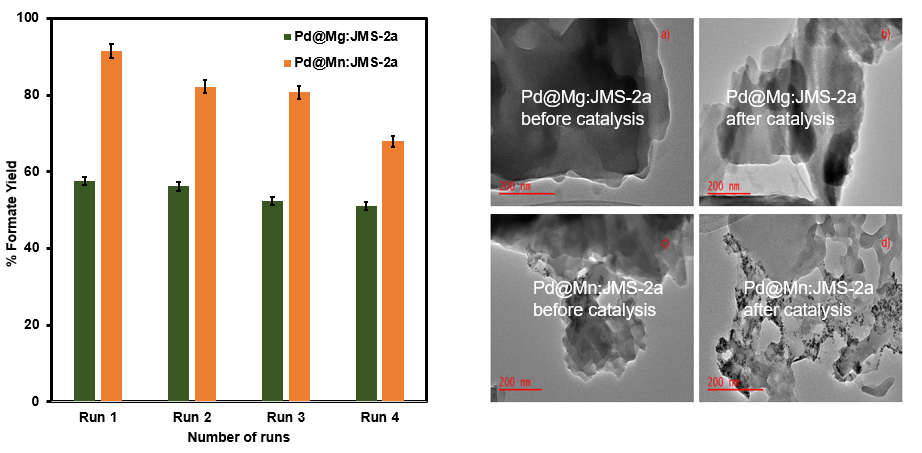 100
80
60
40
20
0
% Formate Yield
Pd@Mg:JMS-2a
Pd@Mn:JMS-2a
Run 1 Run 2 Run 3 Run 4
Number of runs
a)
Pd@Mg:JMS-2a
before catalysis
200 nm
b)
Pd@Mg:JMS-2a
after catalysis
200 nm
c)
Pd@Mn:JMS-2a
before catalysis
200 nm
d)
Pd@Mn:JMS-2a
after catalysis
200 nm